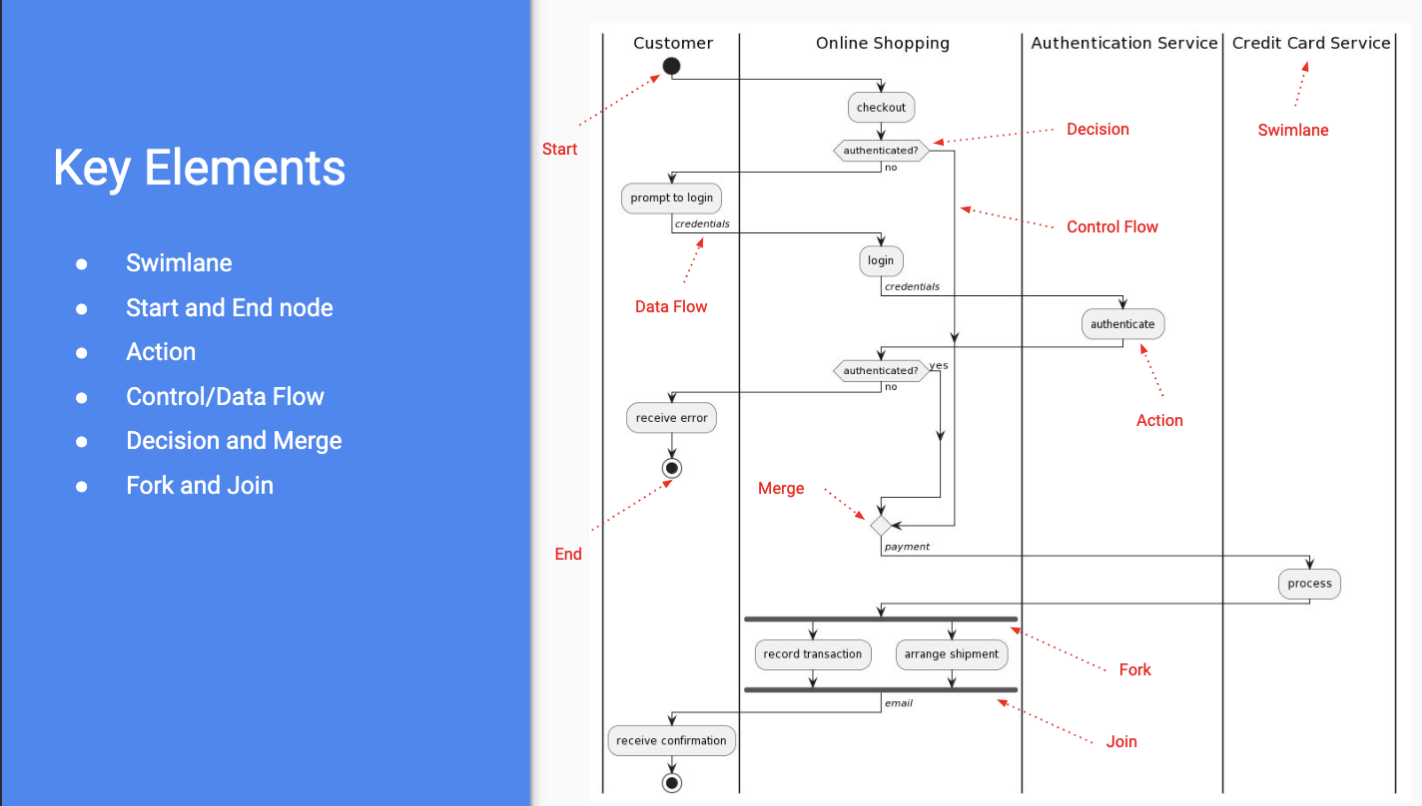 Key Elements
● Swimlane
● Start and End node
● Action
● Control/Data Flow
● Decision and Merge
● Fork and Join
Customer
Online Shopping
Authentication Service
Credit Card Service
Start
checkout
Decision
Swimlane
authenticated?
no
prompt to login
credentials
Control Flow
login
Data Flow
credentials
authenticate
authenticated?
yes
no
receive error
Action
Merge
End
payment
process
record transaction
arrange shipment
Fork
email
Join
receive confirmation